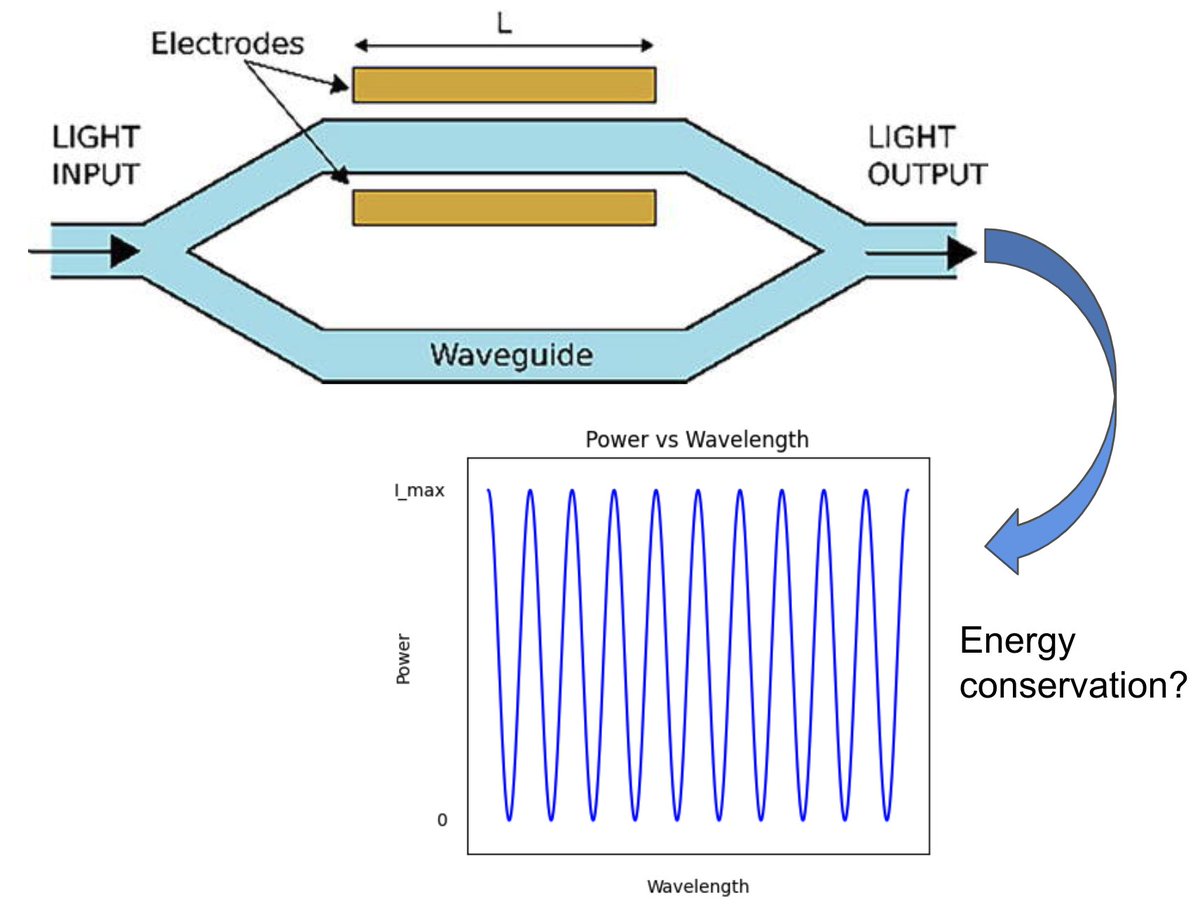 L
Electrodes
LIGHT
INPUT
LIGHT
OUTPUT
Waveguide
Power vs Wavelength
I_max
Power
0
Wavelength
Energy
conservation?